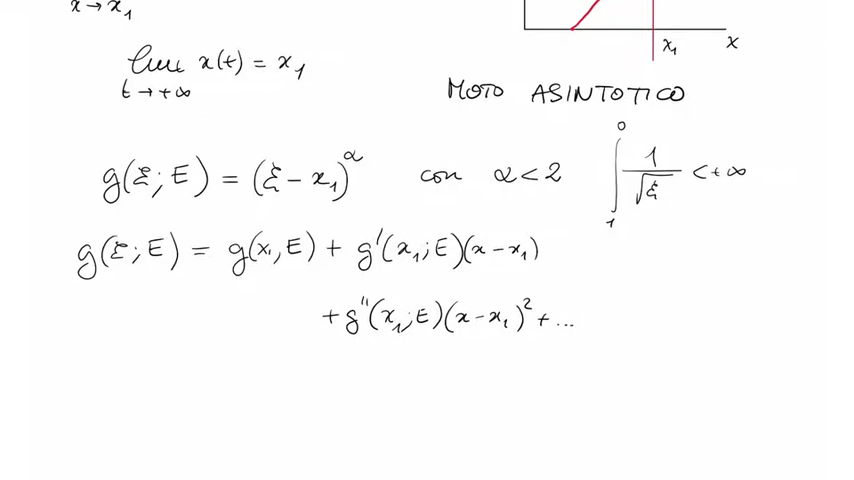 x → x₁
x₁ x
lim x(t) = x₁
t → +∞
MOTO ASINTOTICO
g(ξ; E) = (ξ - x₁)^α con α < 2 ∫₁⁰ 1/√ξ < +∞
g(ξ; E) = g(x₁, E) + g'(x₁; E)(x - x₁)
+ g''(x₁; E)(x - x₁)² + ...